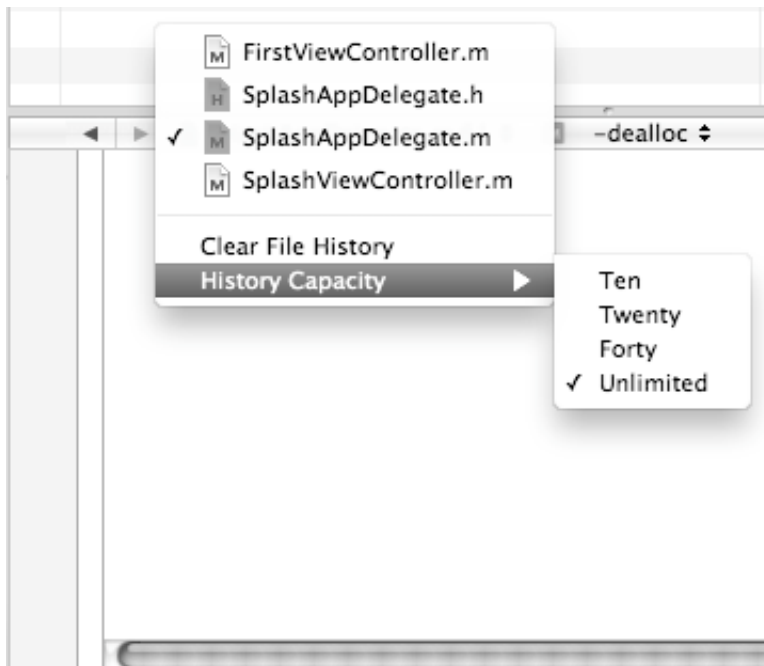 FirstViewController.m
SplashAppDelegate.h
SplashAppDelegate.m
-dealloc
SplashViewController.m
Clear File History
History Capacity
Ten
Twenty
Forty
Unlimited